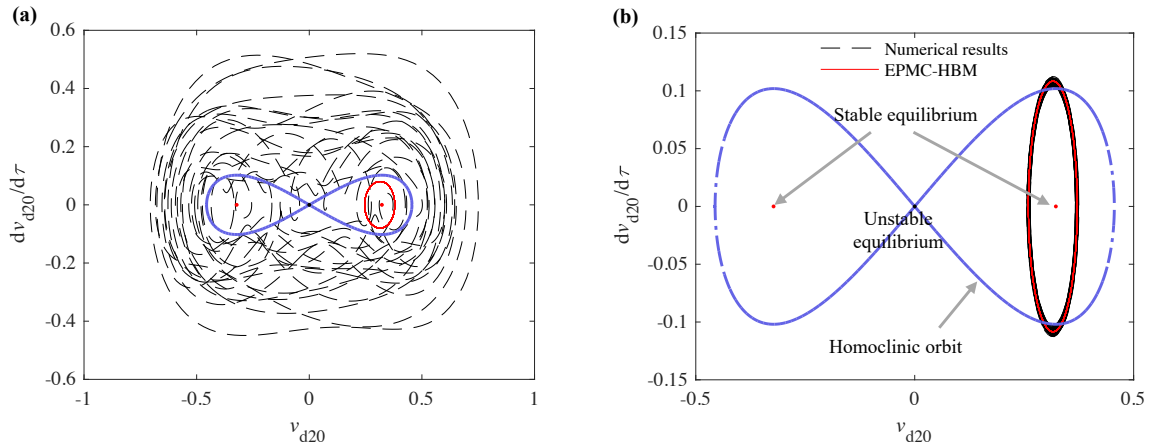 (a)
0.6
0.4
0.2
0
-0.2
-0.4
-0.6
-1
-0.5
0
0.5
1
dv_d20/dτ
v_d20
(b)
0.15
0.1
0.05
0
-0.05
-0.1
-0.15
-0.5
0
0.5
dv_d20/dτ
v_d20
Numerical results
EPMC-HBM
Stable equilibrium
Unstable
equilibrium
Homoclinic orbit